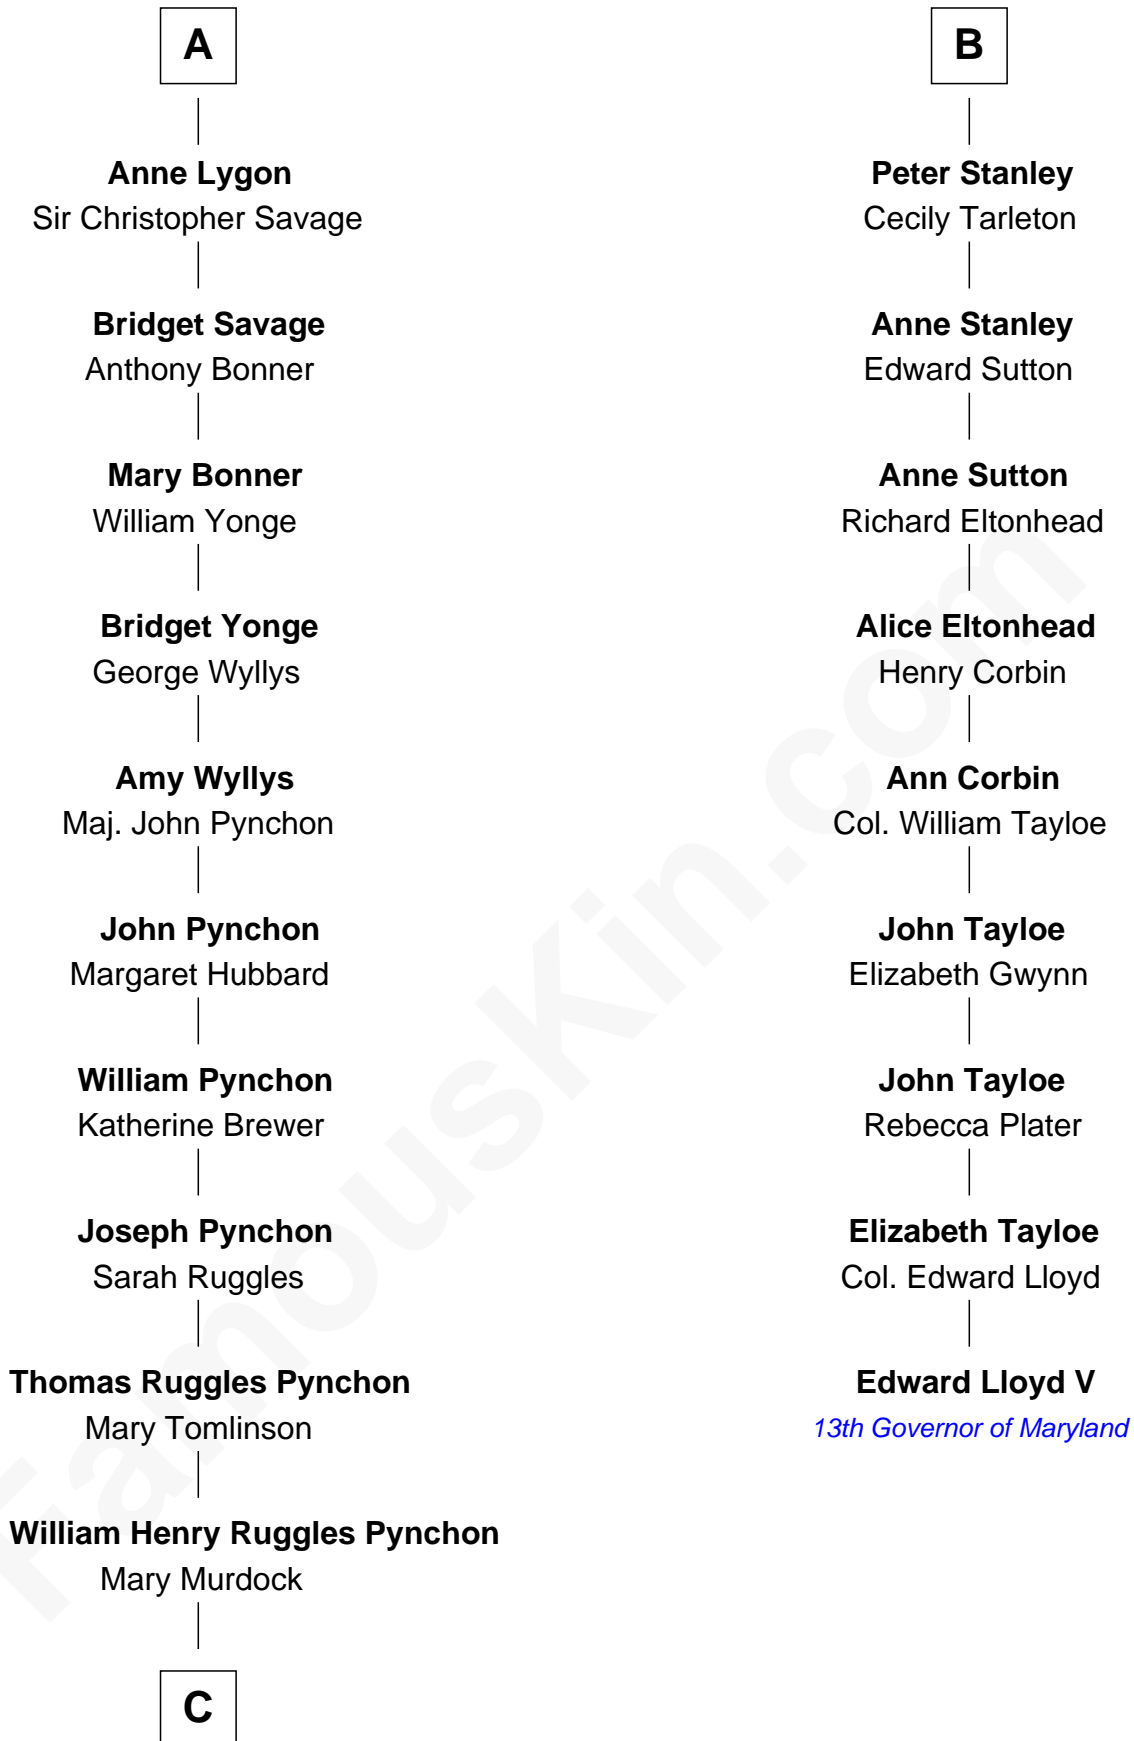 A
Anne Lygon
Sir Christopher Savage
Bridget Savage
Anthony Bonner
Mary Bonner
William Yonge
Bridget Yonge
George Wyllys
Amy Wyllys
Maj. John Pynchon
John Pynchon
Margaret Hubbard
William Pynchon
Katherine Brewer
Joseph Pynchon
Sarah Ruggles
Thomas Ruggles Pynchon
Mary Tomlinson
William Henry Ruggles Pynchon
Mary Murdock
C
B
Peter Stanley
Cecily Tarleton
Anne Stanley
Edward Sutton
Anne Sutton
Richard Eltonhead
Alice Eltonhead
Henry Corbin
Ann Corbin
Col. William Tayloe
John Tayloe
Elizabeth Gwynn
John Tayloe
Rebecca Plater
Elizabeth Tayloe
Col. Edward Lloyd
Edward Lloyd V
13th Governor of Maryland
FamousKin.com